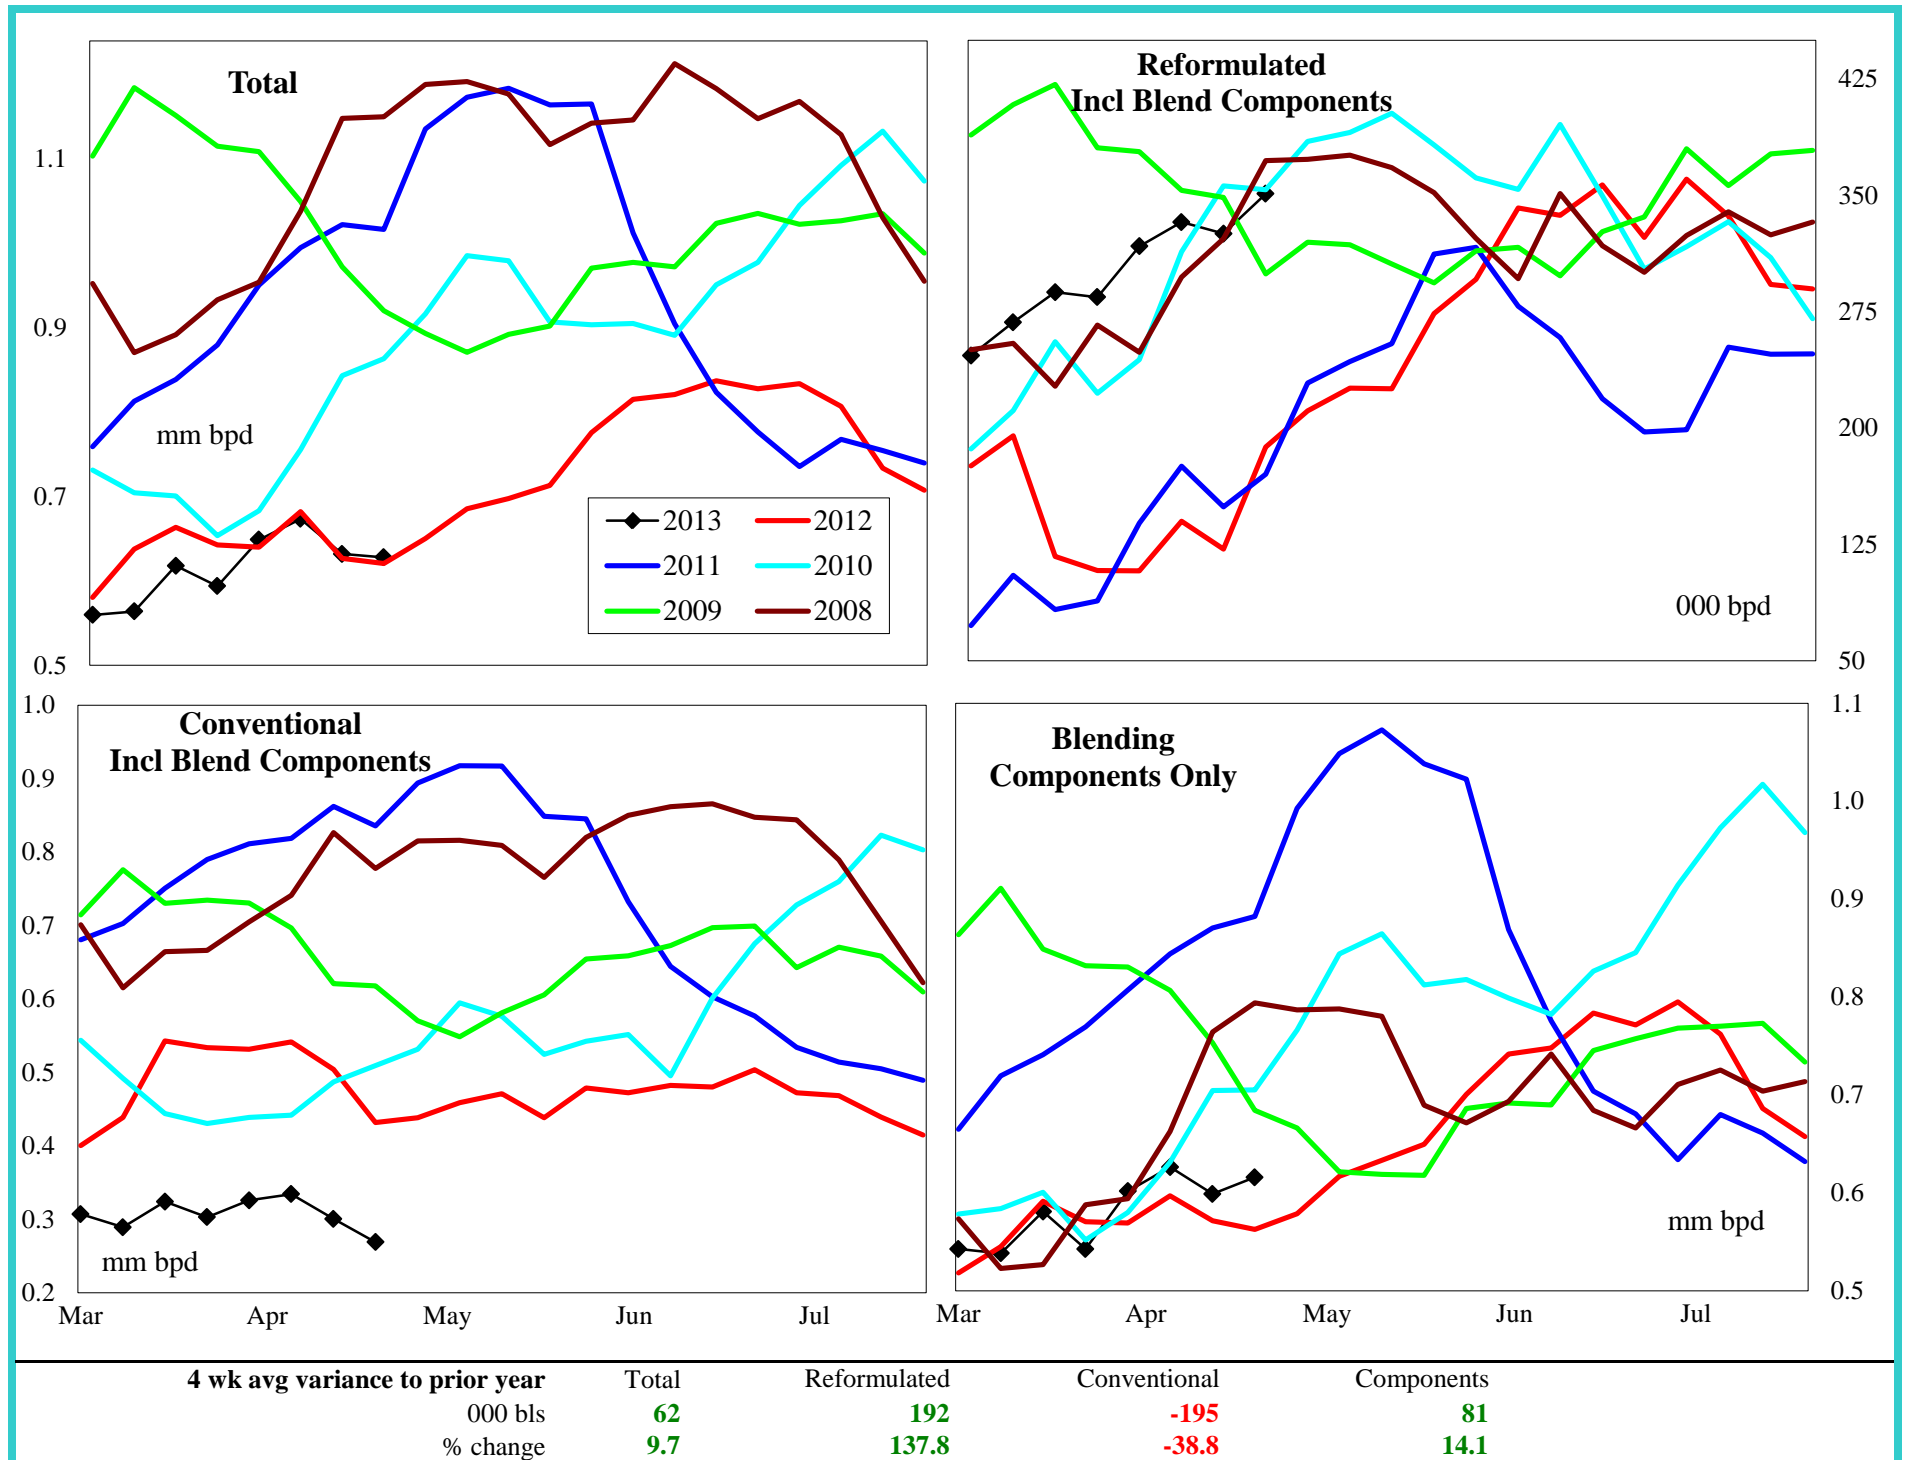 Total
1.1
0.9
mm bpd
0.7
0.5
2013
2012
2011
2010
2009
2008
Reformulated
Incl Blend Components
425
350
275
200
125
000 bpd
50
Conventional
Incl Blend Components
1.0
0.9
0.8
0.7
0.6
0.5
0.4
0.3
mm bpd
0.2
Mar Apr May Jun Jul
Blending
Components Only
1.1
1.0
0.9
0.8
0.7
0.6
mm bpd
0.5
Mar Apr May Jun Jul
4 wk avg variance to prior year Total Reformulated Conventional Components
000 bls 62 192 -195 81
% change 9.7 137.8 -38.8 14.1